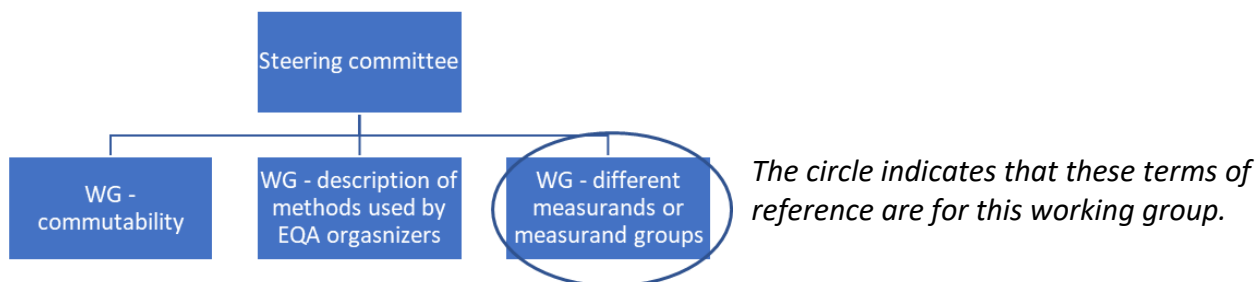 Steering committee
WG -
commutability
WG - description of
methods used by
EQA orgasnizers
WG - different
measurands or
measurand groups
The circle indicates that these terms of
reference are for this working group.